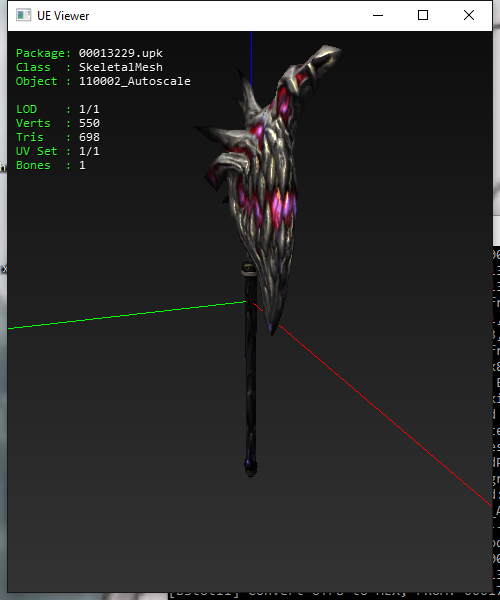 UE Viewer
Package: 00013229.upk
Class : SkeletalMesh
Object : 110002_Autoscale
LOD : 1/1
Verts : 550
Tris : 698
UV Set : 1/1
Bones : 1